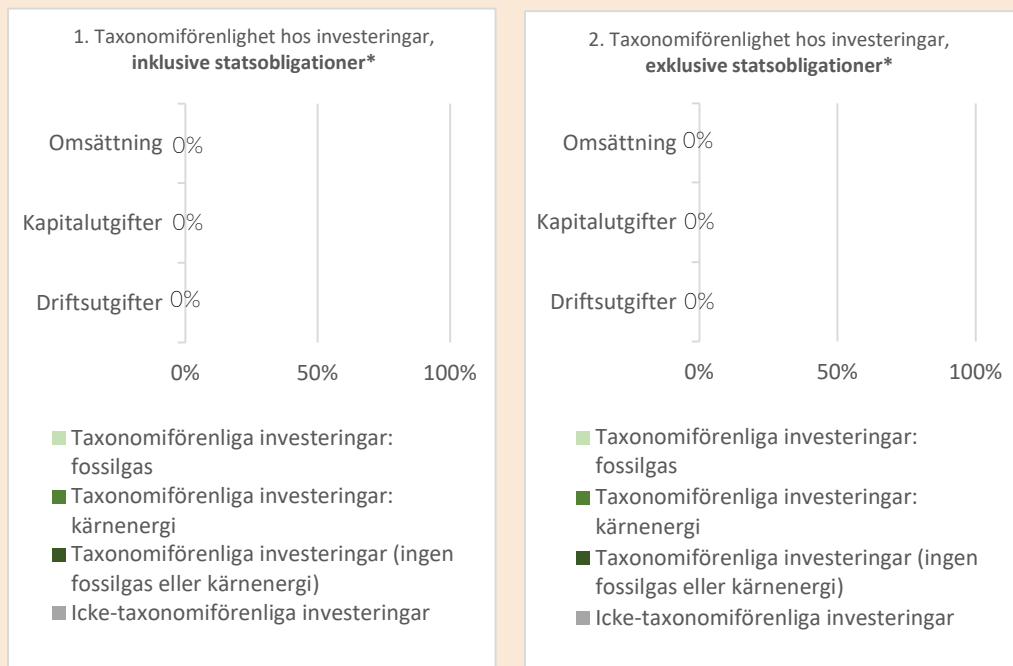 1. Taxonomiförenlighet hos investeringar,
inklusive statsobligationer*
Omsättning 0%
Kapitalutgifter 0%
Driftsutgifter 0%
0% 50% 100%
Taxonomiförenliga investeringar:
fossilgas
Taxonomiförenliga investeringar:
kärnenergi
Taxonomiförenliga investeringar (ingen
fossilgas eller kärnenergi)
Icke-taxonomiförenliga investeringar
2. Taxonomiförenlighet hos investeringar,
exklusive statsobligationer*
Omsättning 0%
Kapitalutgifter 0%
Driftsutgifter 0%
0% 50% 100%
Taxonomiförenliga investeringar:
fossilgas
Taxonomiförenliga investeringar:
kärnenergi
Taxonomiförenliga investeringar (ingen
fossilgas eller kärnenergi)
Icke-taxonomiförenliga investeringar